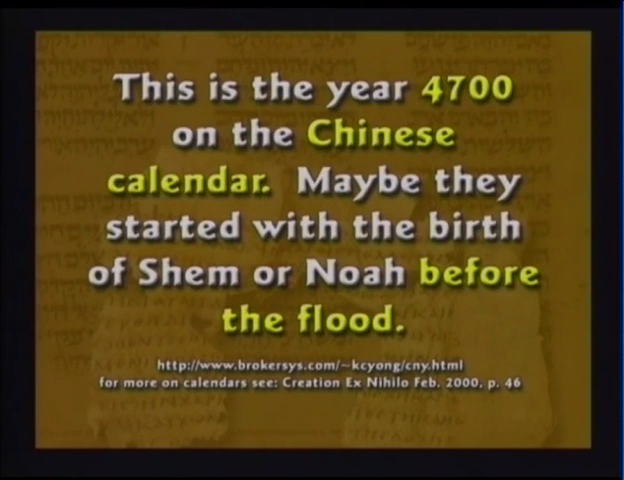 This is the year 4700
on the Chinese
calendar. Maybe they
started with the birth
of Shem or Noah before
the flood.
http://www.brokersys.com/~kcyong/cny.html
for more on calendars see: Creation Ex Nihilo Feb. 2000, p. 46